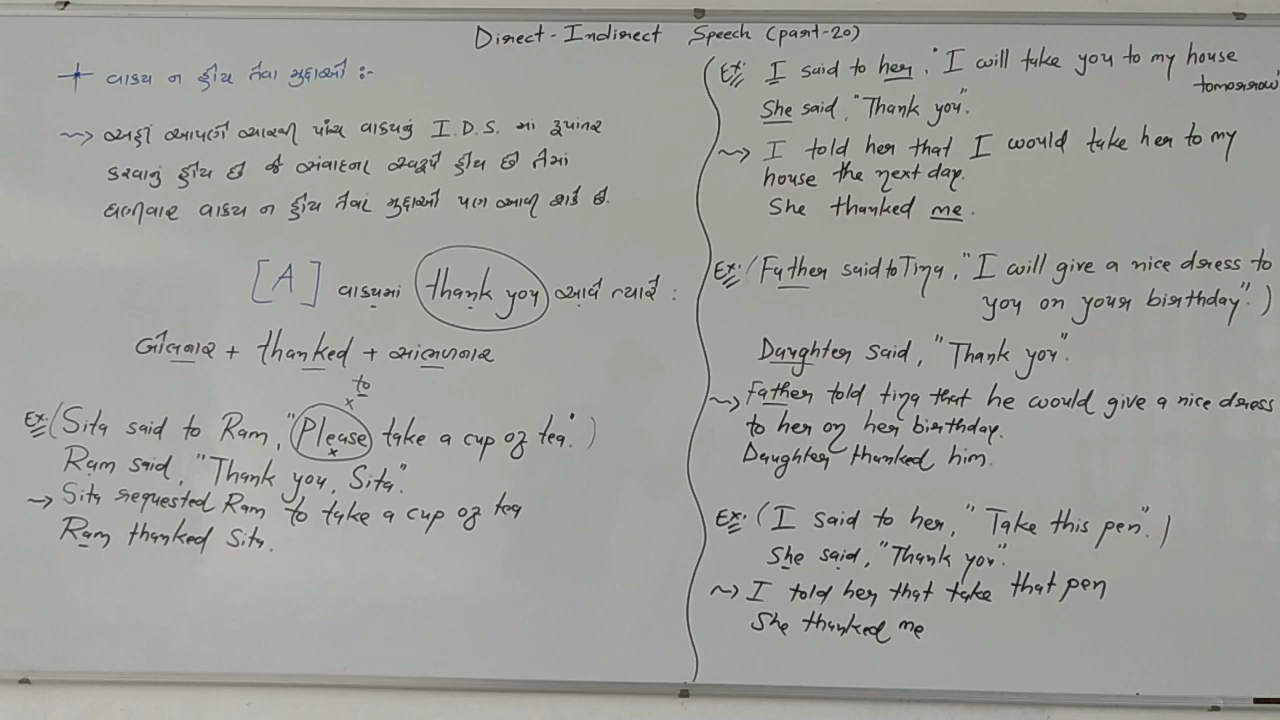 Direct-Indirect Speech (part-20)
+ વાકય ન હોય તેવા મુદ્દાઓ :-
~> અહીં આપણે આમ તો પાંચ વાકયનું I.D.S. માં રૂપાંતર
કરવાનું હોય છે જે સંવાદના સ્વરૂપે હોય છે તેમાં
ઘણીવાર વાકય ન હોય તેવાં મુદ્દાઓ પણ આવી શકે છે.
[A] વાકયમાં thank you આવે ત્યારે :
બોલનાર + thanked + સાંભળનાર
to
x
Ex: (Sita said to Ram, "Please take a cup of tea.")
x
Ram said, "Thank you, Sita."
-> Sita requested Ram to take a cup of tea
Ram thanked Sita.
Ex: I said to her, "I will take you to my house
tomorrow"
She said, "Thank you".
~> I told her that I would take her to my
house the next day.
She thanked me.
Ex: (Father said to Tina, "I will give a nice dress to
you on your birthday".)
Daughter said, "Thank you".
~> Father told tina that he would give a nice dress
to her on her birthday.
Daughter thanked him.
Ex: (I said to her, "Take this pen".)
She said, "Thank you".
~> I told her that take that pen
She thanked me